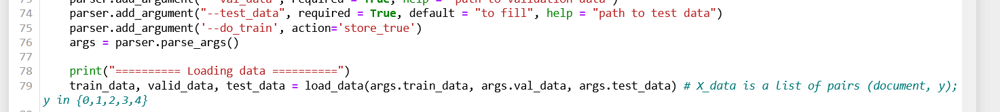 parser.add_argument("--val_data", required = True, help = "path to validation data")
74 parser.add_argument("--test_data", required = True, default = "to fill", help = "path to test data")
75 parser.add_argument('--do_train', action='store_true')
76 args = parser.parse_args()
77
78 print("========== Loading data ==========")
79 train_data, valid_data, test_data = load_data(args.train_data, args.val_data, args.test_data) # X_data is a list of pairs (document, y);
y in {0,1,2,3,4}